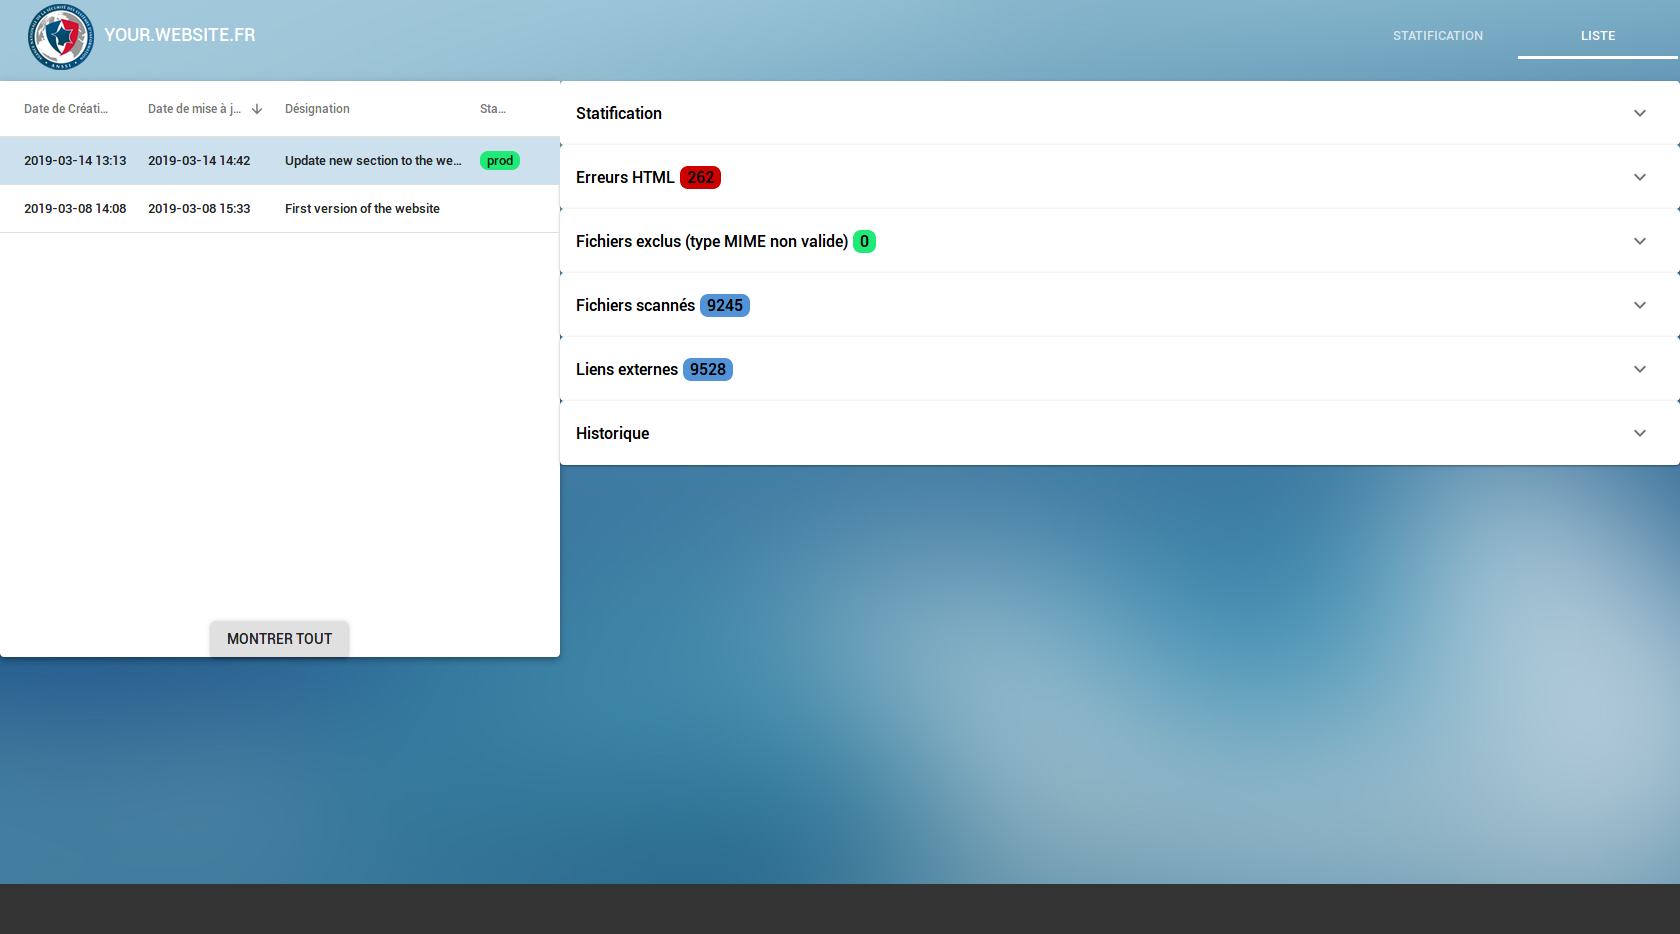 YOUR.WEBSITE.FR
STATIFICATION
LISTE
Date de Créati... Date de mise à j... Désignation Sta...
2019-03-14 13:13 2019-03-14 14:42 Update new section to the we... prod
2019-03-08 14:08 2019-03-08 15:33 First version of the website
MONTRER TOUT
Statification
Erreurs HTML 262
Fichiers exclus (type MIME non valide) 0
Fichiers scannés 9245
Liens externes 9528
Historique